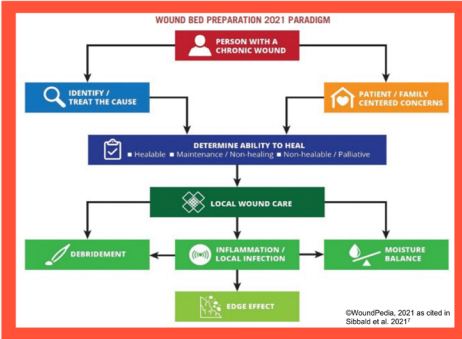 WOUND BED PREPARATION 2021 PARADIGM
PERSON WITH A
CHRONIC WOUND
IDENTIFY /
TREAT THE CAUSE
PATIENT / FAMILY
CENTERED CONCERNS
DETERMINE ABILITY TO HEAL
■ Healable ■ Maintenance / Non-healing ■ Non-healable / Palliative
LOCAL WOUND CARE
DEBRIDEMENT
INFLAMMATION /
LOCAL INFECTION
MOISTURE
BALANCE
EDGE EFFECT
©WoundPedia, 2021 as cited in
Sibbald et al. 2021⁷